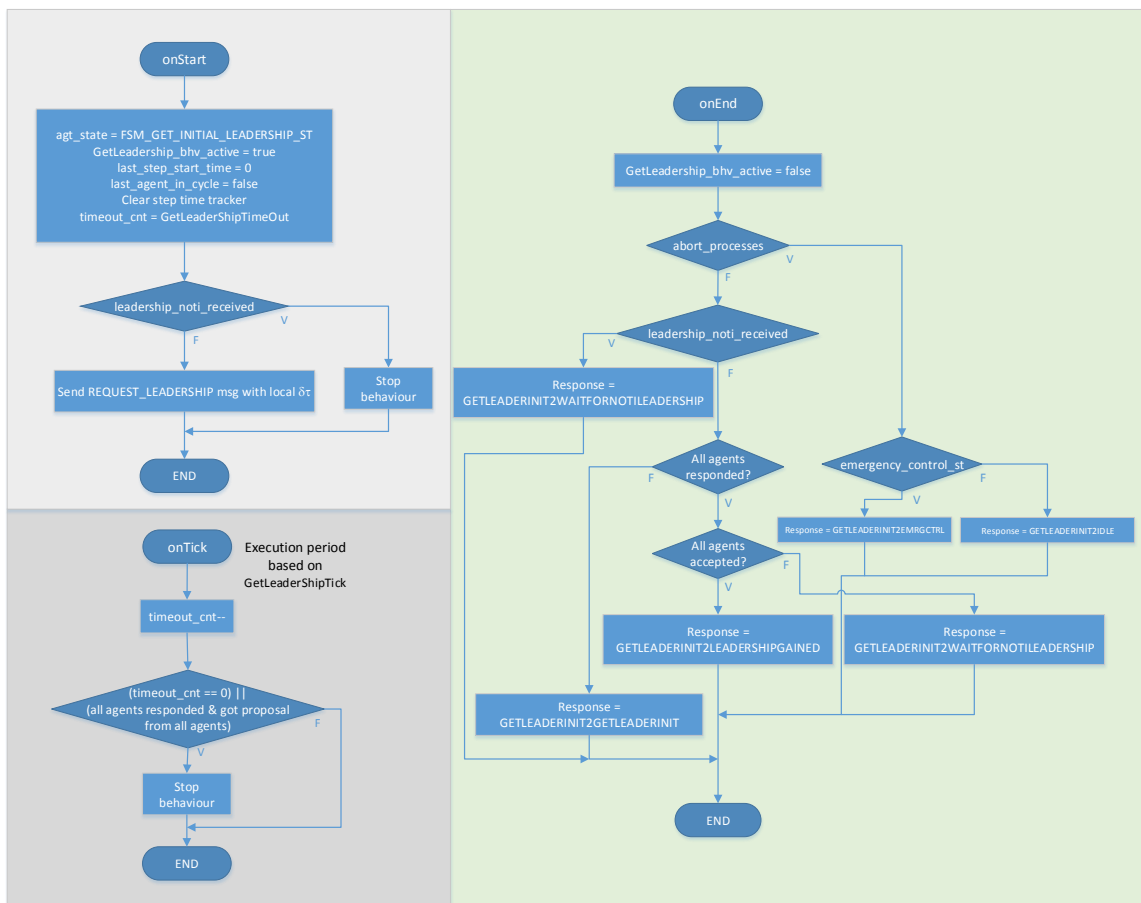 onStart
agt_state = FSM_GET_INITIAL_LEADERSHIP_ST
GetLeadership_bhv_active = true
last_step_start_time = 0
last_agent_in_cycle = false
Clear step time tracker
timeout_cnt = GetLeaderShipTimeOut
leadership_noti_received
V
F
Send REQUEST_LEADERSHIP msg with local δτ
Stop
behaviour
END
onTick
Execution period
based on
GetLeaderShipTick
timeout_cnt--
(timeout_cnt == 0) ||
(all agents responded & got proposal
from all agents)
F
V
Stop
behaviour
END
onEnd
GetLeadership_bhv_active = false
abort_processes
V
F
leadership_noti_received
V
F
Response =
GETLEADERINIT2WAITFORNOTILEADERSHIP
All agents
responded?
F
V
emergency_control_st
F
V
Response = GETLEADERINIT2EMRGCTRL
Response = GETLEADERINIT2IDLE
All agents
accepted?
F
V
Response =
GETLEADERINIT2LEADERSHIPGAINED
Response =
GETLEADERINIT2WAITFORNOTILEADERSHIP
Response =
GETLEADERINIT2GETLEADERINIT
END